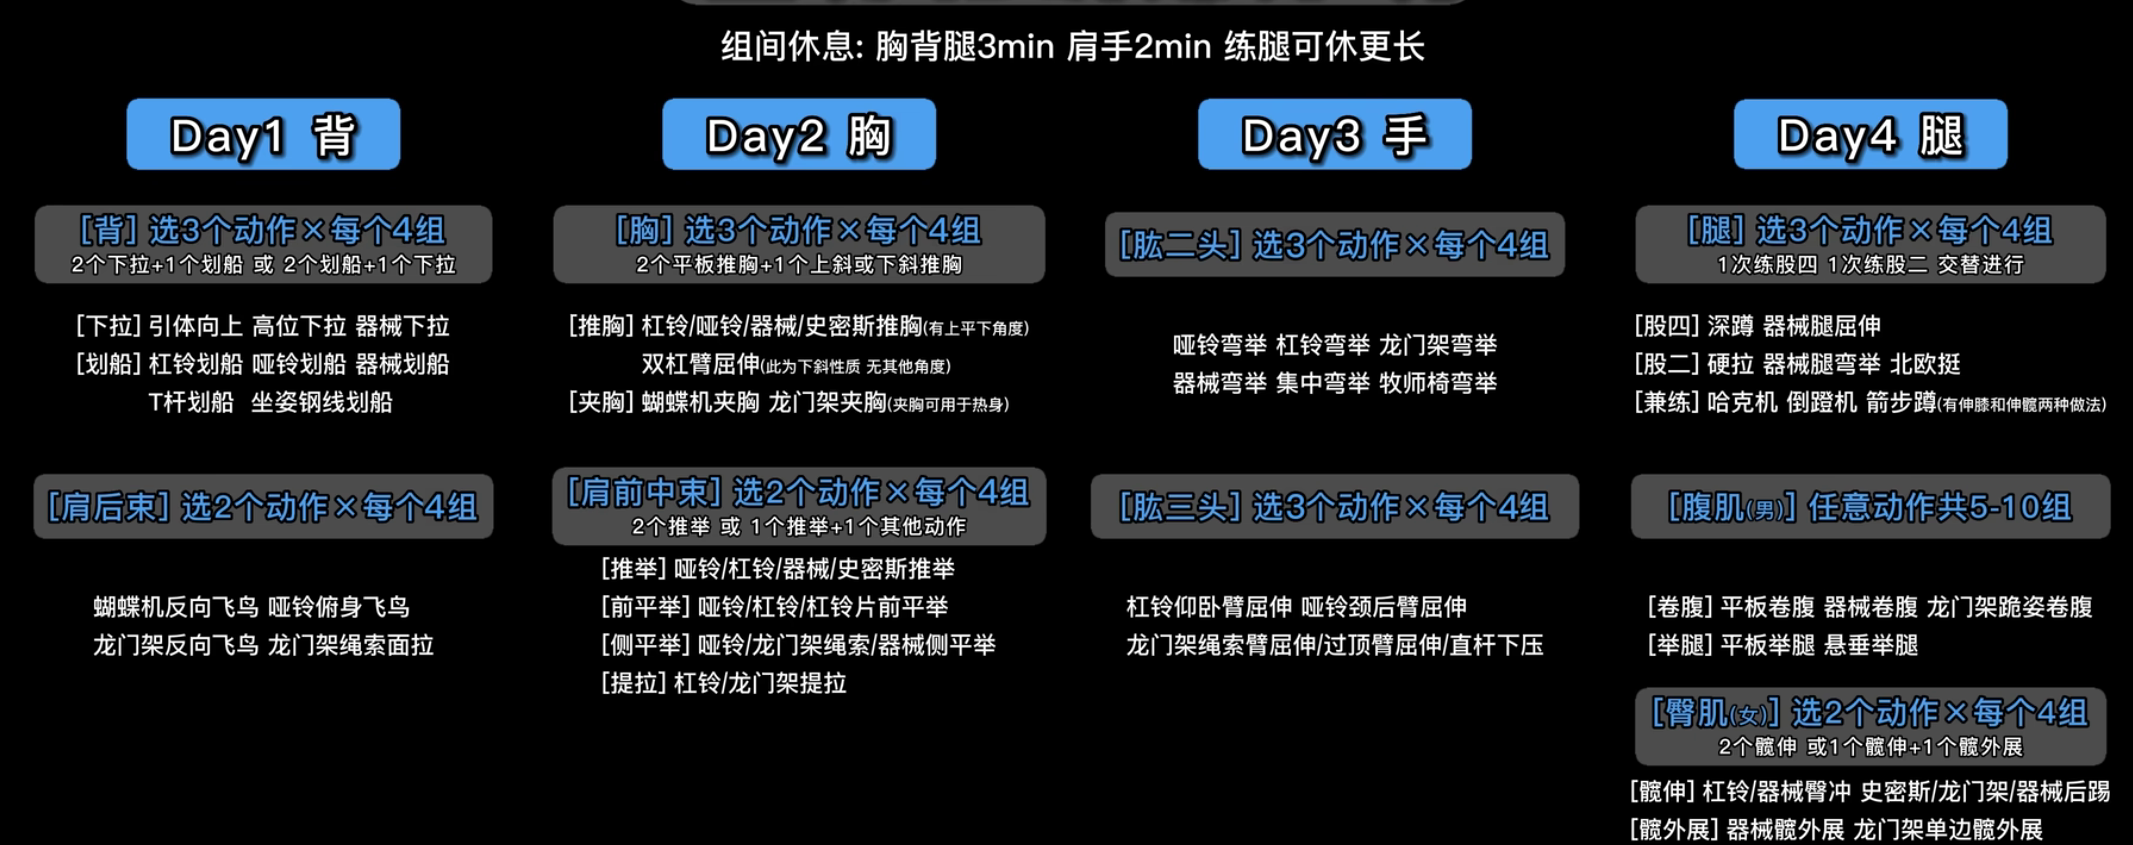 组间休息: 胸背腿3min 肩手2min 练腿可休更长
Day1 背
[背] 选3个动作×每个4组
2个下拉+1个划船 或 2个划船+1个下拉
[下拉] 引体向上 高位下拉 器械下拉
[划船] 杠铃划船 哑铃划船 器械划船
T杆划船 坐姿钢线划船
[肩后束] 选2个动作×每个4组
蝴蝶机反向飞鸟 哑铃俯身飞鸟
龙门架反向飞鸟 龙门架绳索面拉
Day2 胸
[胸] 选3个动作×每个4组
2个平板推胸+1个上斜或下斜推胸
[推胸] 杠铃/哑铃/器械/史密斯推胸(有上平下角度)
双杠臂屈伸(此为下斜性质 无其他角度)
[夹胸] 蝴蝶机夹胸 龙门架夹胸(夹胸可用于热身)
[肩前中束] 选2个动作×每个4组
2个推举 或 1个推举+1个其他动作
[推举] 哑铃/杠铃/器械/史密斯推举
[前平举] 哑铃/杠铃/杠铃片前平举
[侧平举] 哑铃/龙门架绳索/器械侧平举
[提拉] 杠铃/龙门架提拉
Day3 手
[肱二头] 选3个动作×每个4组
哑铃弯举 杠铃弯举 龙门架弯举
器械弯举 集中弯举 牧师椅弯举
[肱三头] 选3个动作×每个4组
杠铃仰卧臂屈伸 哑铃颈后臂屈伸
龙门架绳索臂屈伸/过顶臂屈伸/直杆下压
Day4 腿
[腿] 选3个动作×每个4组
1次练股四 1次练股二 交替进行
[股四] 深蹲 器械腿屈伸
[股二] 硬拉 器械腿弯举 北欧挺
[兼练] 哈克机 倒蹬机 箭步蹲(有伸膝和伸髋两种做法)
[腹肌(男)] 任意动作共5-10组
[卷腹] 平板卷腹 器械卷腹 龙门架跪姿卷腹
[举腿] 平板举腿 悬垂举腿
[臀肌(女)] 选2个动作×每个4组
2个髋伸 或1个髋伸+1个髋外展
[髋伸] 杠铃/器械臀冲 史密斯/龙门架/器械后踢
[髋外展] 器械髋外展 龙门架单边髋外展